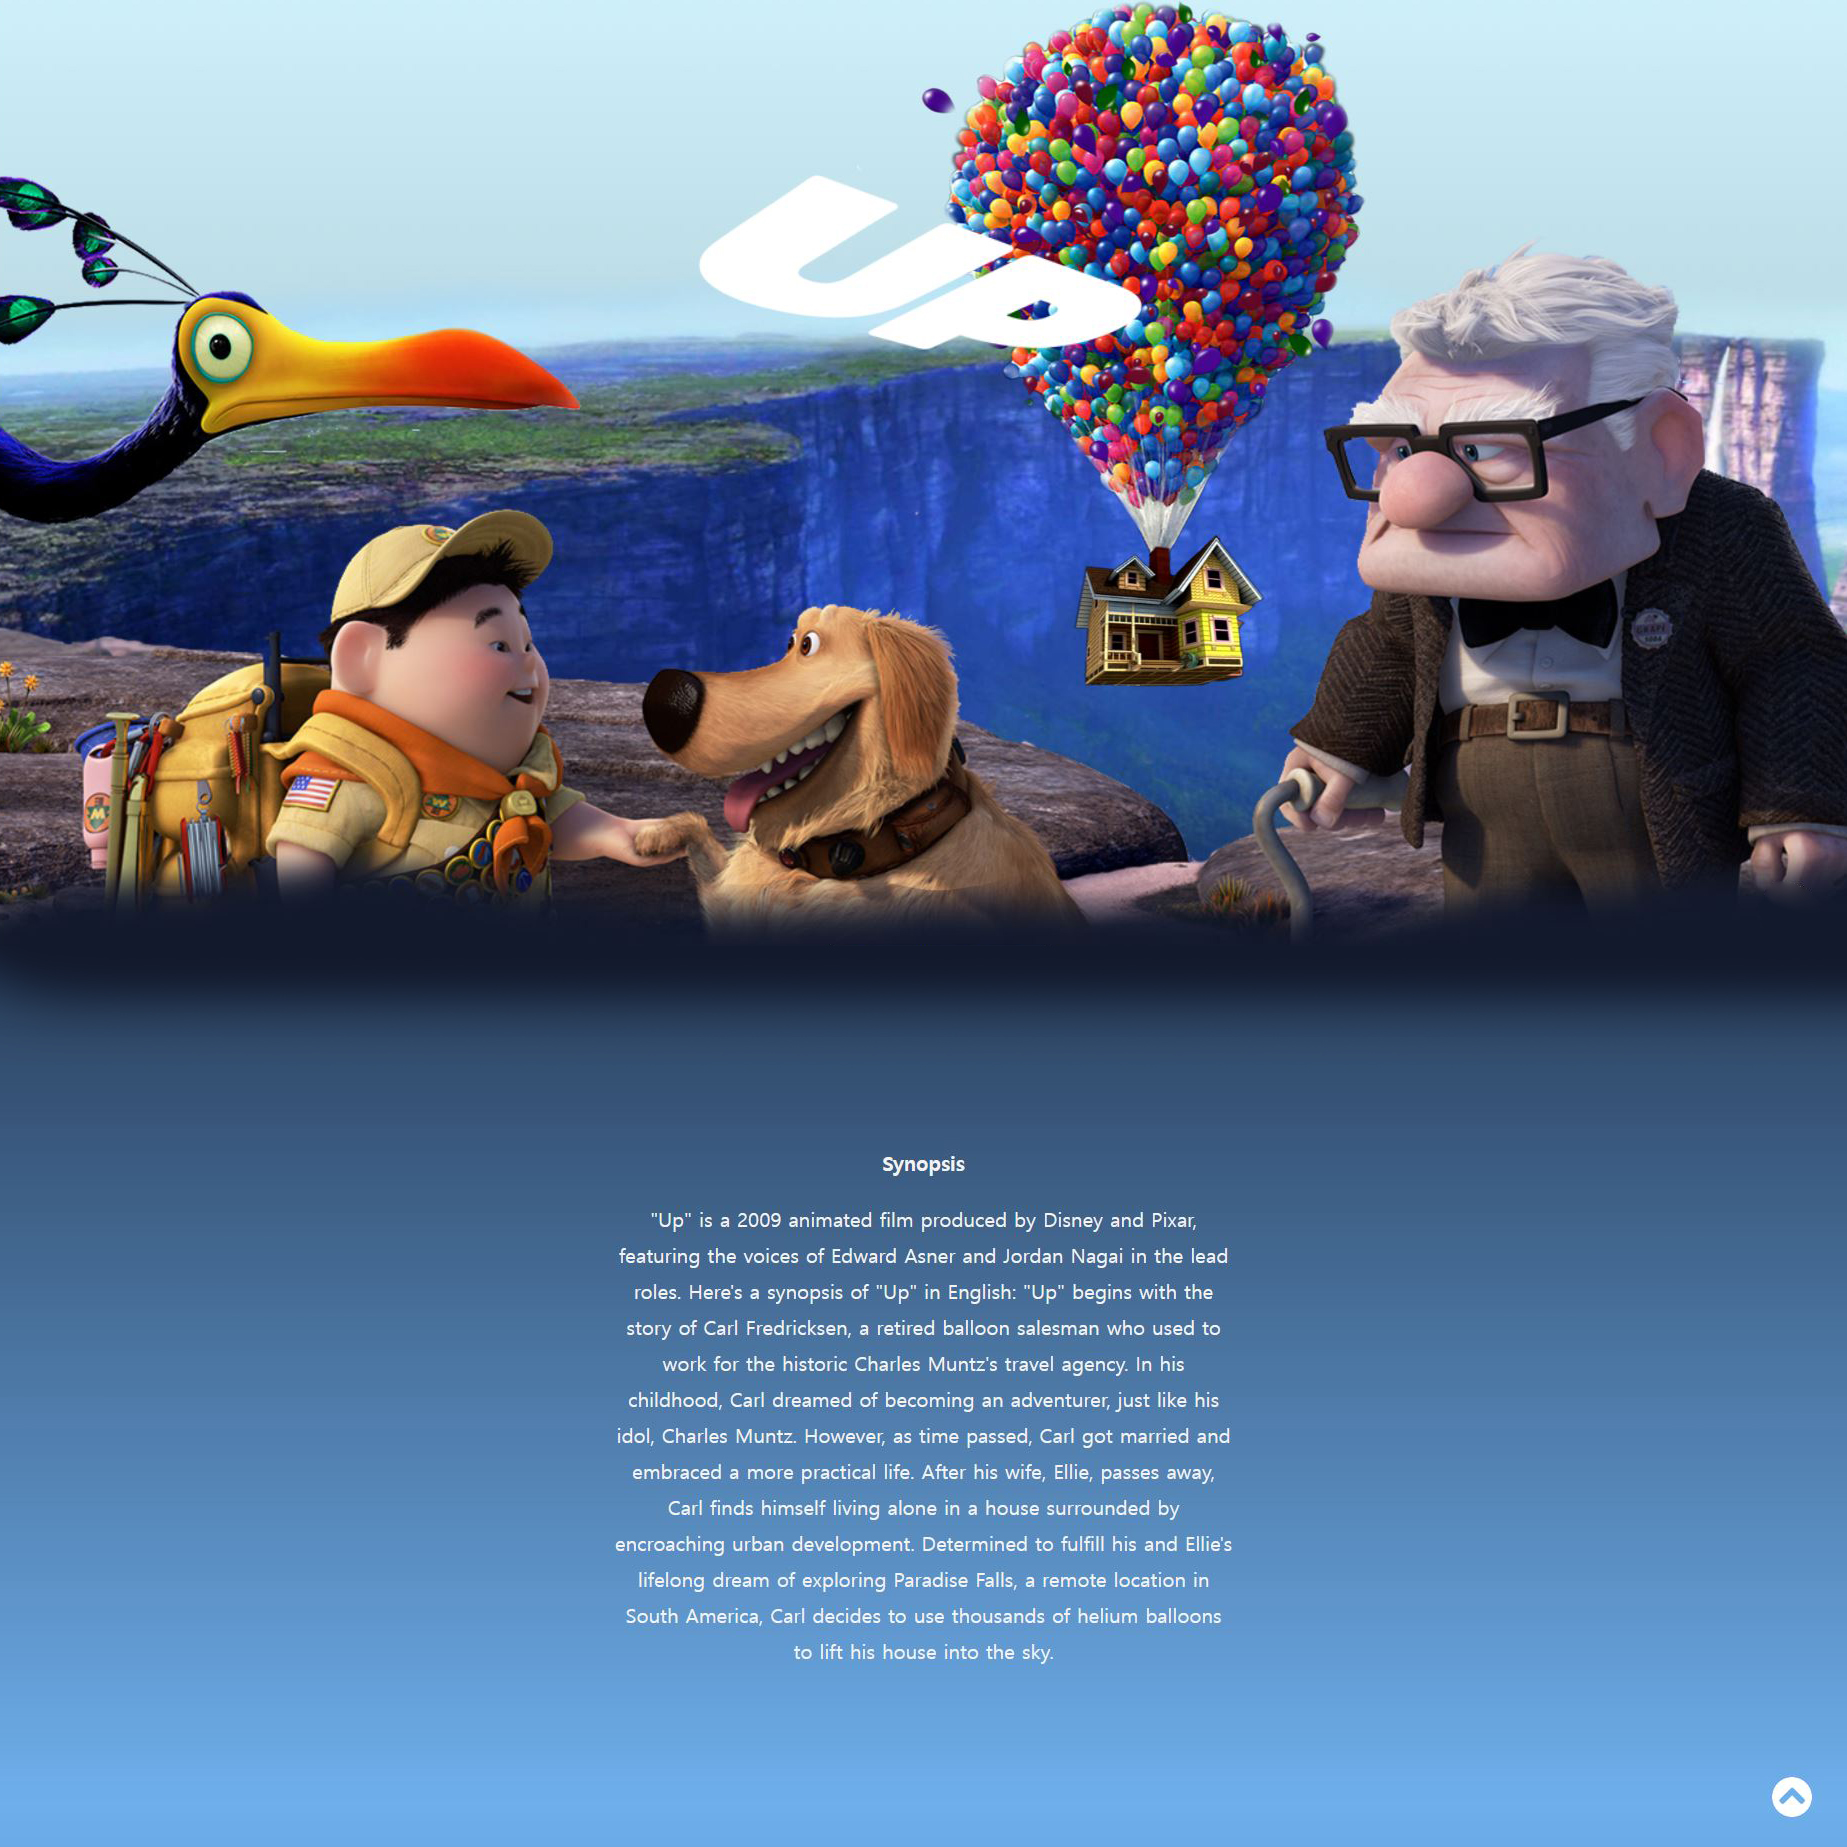 UP
GRAPE
SODA
W
W
Synopsis
"Up" is a 2009 animated film produced by Disney and Pixar,
featuring the voices of Edward Asner and Jordan Nagai in the lead
roles. Here's a synopsis of "Up" in English: "Up" begins with the
story of Carl Fredricksen, a retired balloon salesman who used to
work for the historic Charles Muntz's travel agency. In his
childhood, Carl dreamed of becoming an adventurer, just like his
idol, Charles Muntz. However, as time passed, Carl got married and
embraced a more practical life. After his wife, Ellie, passes away,
Carl finds himself living alone in a house surrounded by
encroaching urban development. Determined to fulfill his and Ellie's
lifelong dream of exploring Paradise Falls, a remote location in
South America, Carl decides to use thousands of helium balloons
to lift his house into the sky.